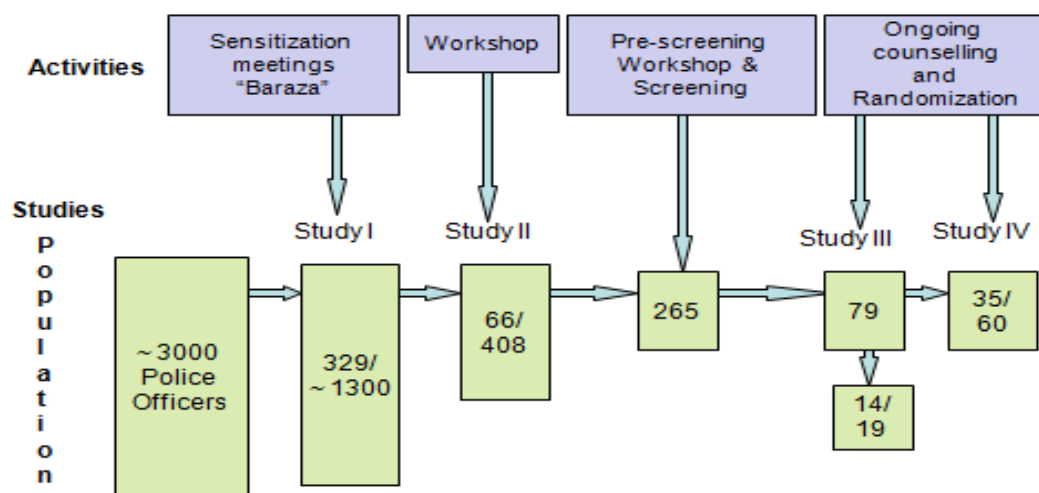 Activities
Sensitization
meetings
“Baraza”
Workshop
Pre-screening
Workshop &
Screening
Ongoing
counselling
and
Randomization
Studies
Study I
Study II
Study III
Study IV
Population
~3000
Police
Officers
329/
~1300
66/
408
265
79
35/
60
14/
19